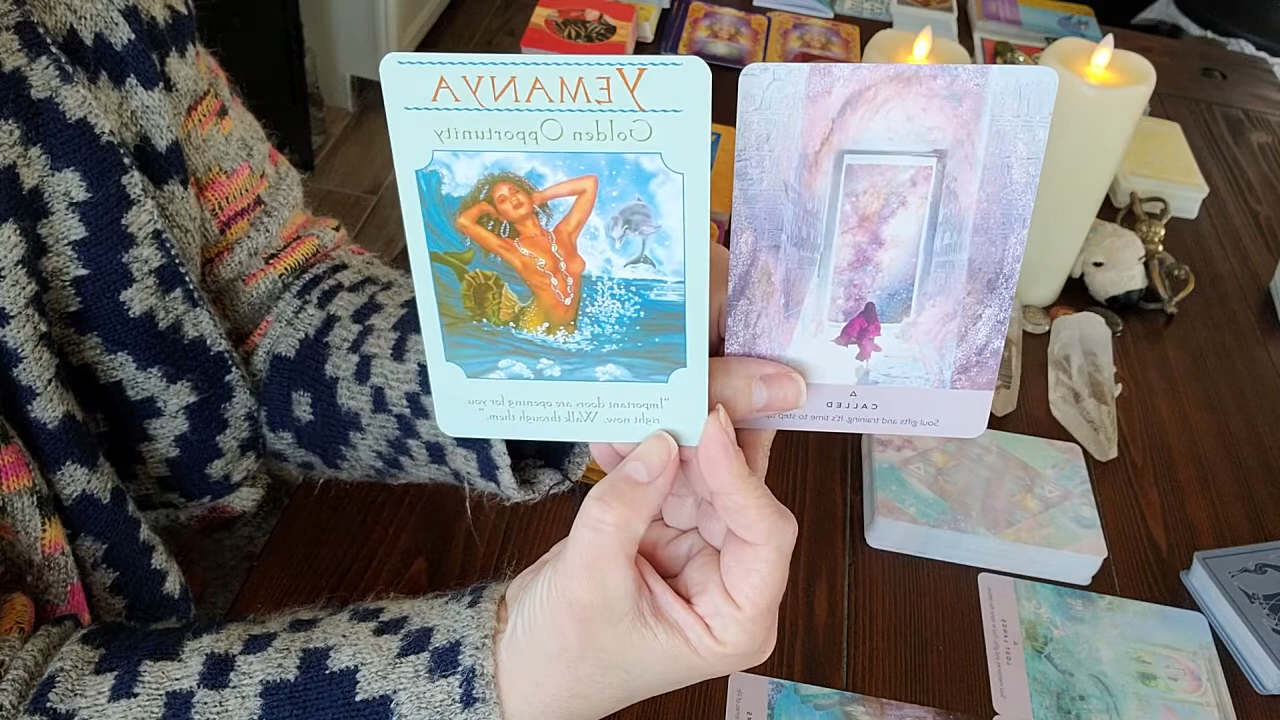 YEMANYA
Golden Opportunity
"Important doors are opening for you
right now. Walk through them."
CALLED
Soul gifts and training. It's time to step up